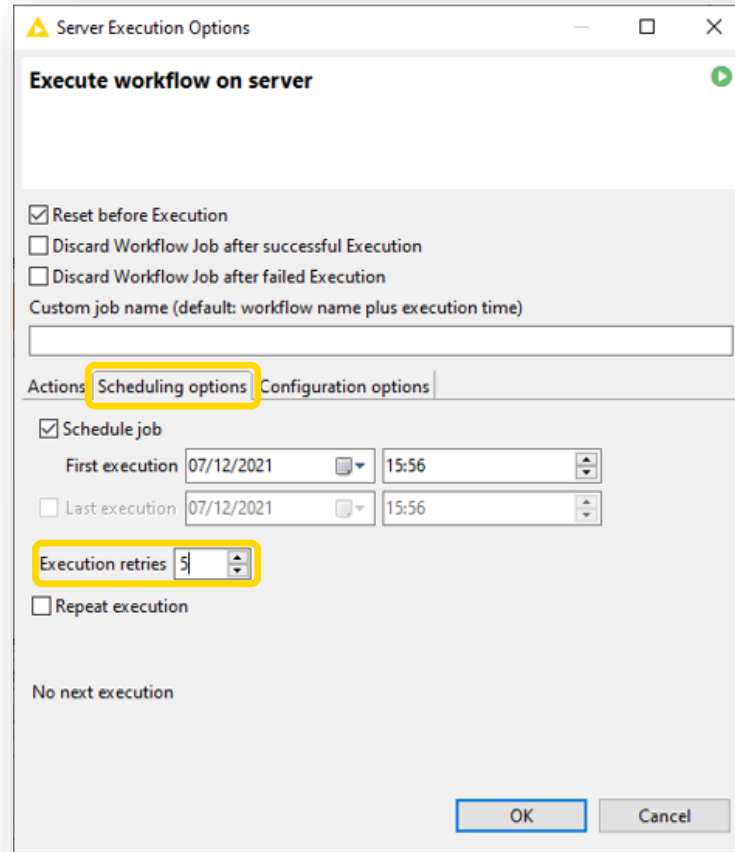 Server Execution Options
Execute workflow on server
Reset before Execution
Discard Workflow Job after successful Execution
Discard Workflow Job after failed Execution
Custom job name (default: workflow name plus execution time)
Actions Scheduling options Configuration options
Schedule job
First execution 07/12/2021 15:56
Last execution 07/12/2021 15:56
Execution retries 5
Repeat execution
No next execution
OK Cancel